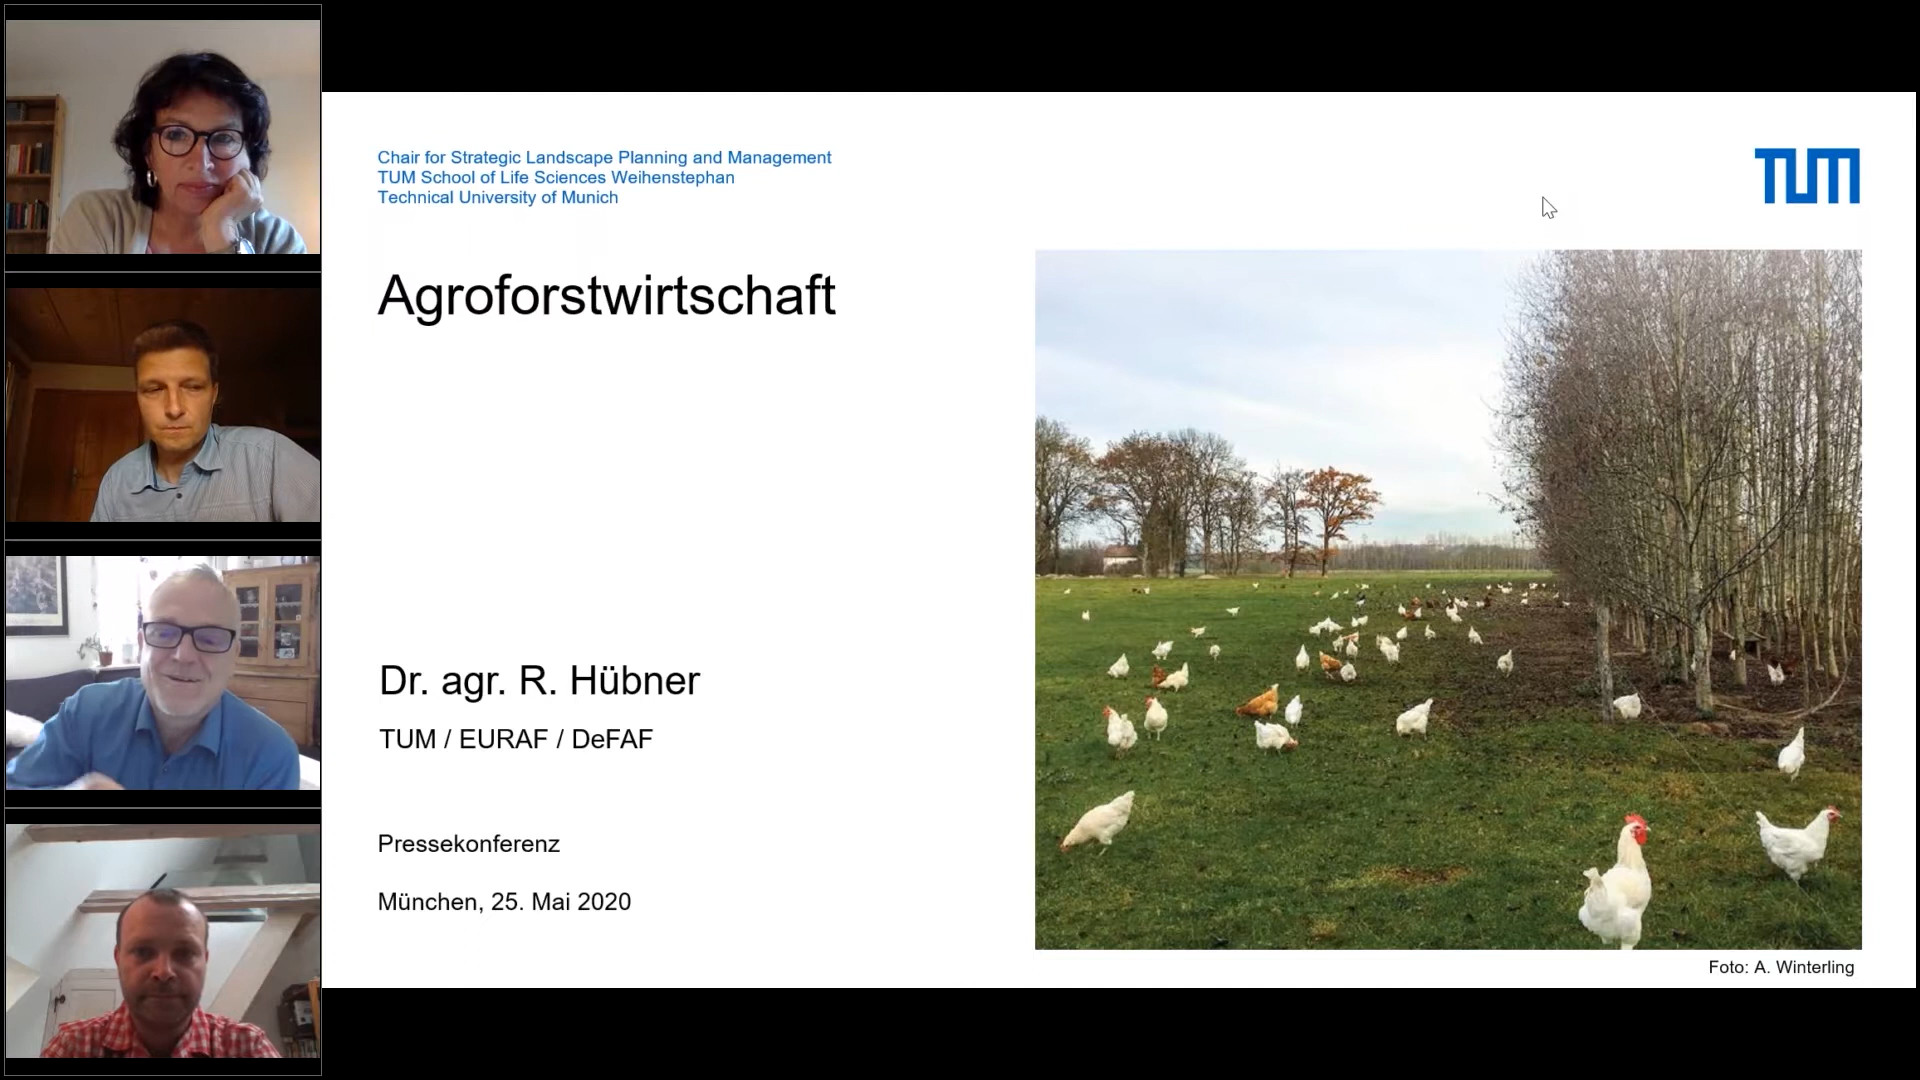 Chair for Strategic Landscape Planning and Management
TUM School of Life Sciences Weihenstephan
Technical University of Munich
TUM
Agroforstwirtschaft
Dr. agr. R. Hübner
TUM / EURAF / DeFAF
Pressekonferenz
München, 25. Mai 2020
Foto: A. Winterling